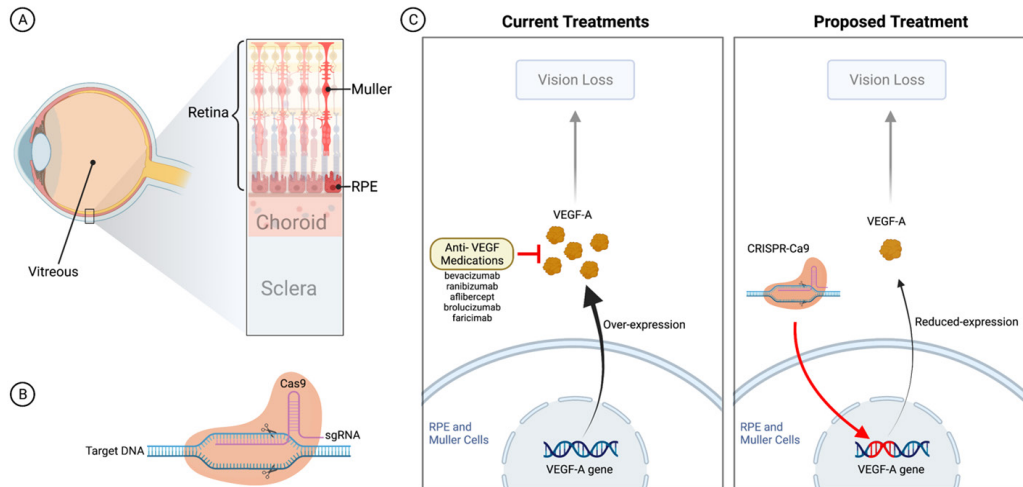 A
Retina
Muller
RPE
Choroid
Sclera
Vitreous
B
Cas9
sgRNA
Target DNA
C
Current Treatments
Vision Loss
VEGF-A
Anti- VEGF
Medications
bevacizumab
ranibizumab
aflibercept
brolucizumab
faricimab
Over-expression
RPE and
Muller Cells
VEGF-A gene
Proposed Treatment
Vision Loss
VEGF-A
CRISPR-Ca9
Reduced-expression
RPE and
Muller Cells
VEGF-A gene